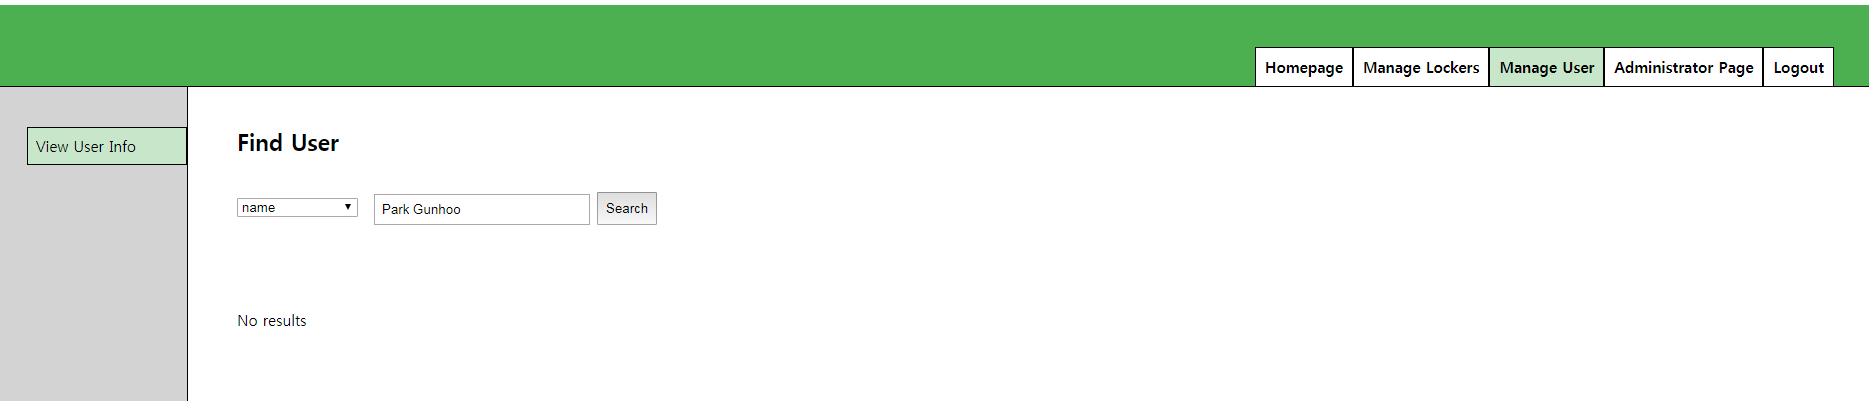 Homepage Manage Lockers Manage User Administrator Page Logout
View User Info
Find User
name Park Gunhoo Search
No results